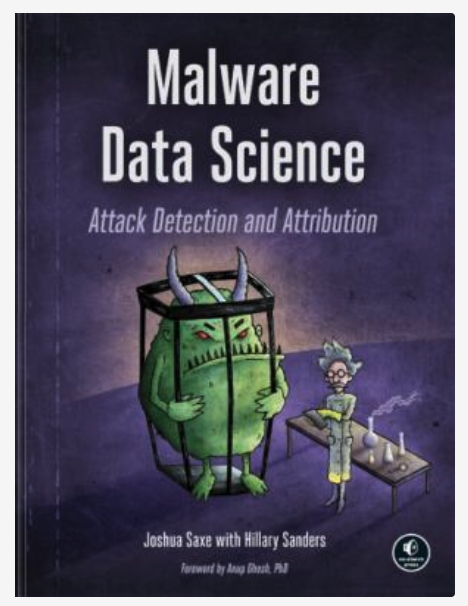 Malware
Data Science
Attack Detection and Attribution
Joshua Saxe with Hillary Sanders
Foreword by Anup Ghosh, PhD